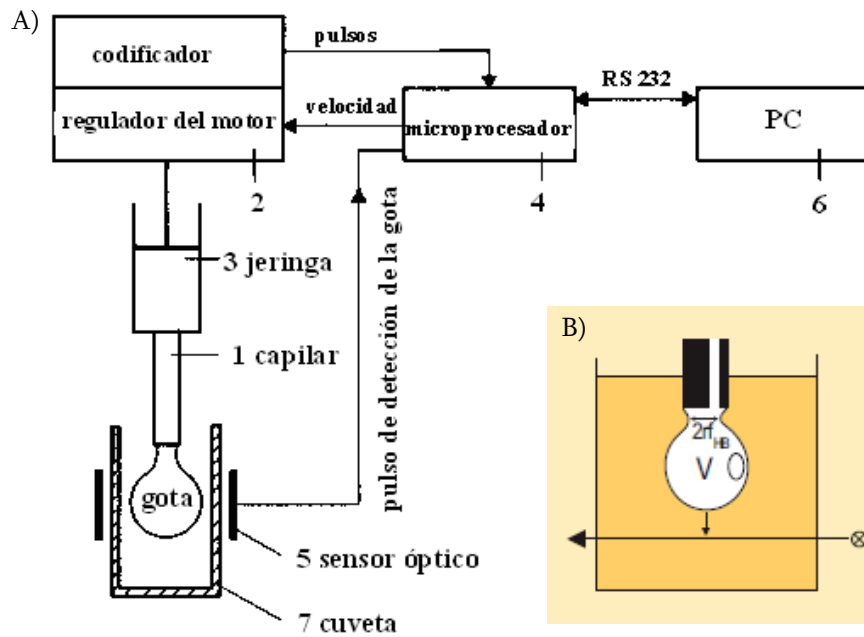 A)
codificador
pulsos
RS 232
velocidad
regulador del motor
microprocesador
PC
2
4
6
3 jeringa
1 capilar
pulso de detección de la gota
gota
5 sensor óptico
7 cuveta
B)
2rf HB
V